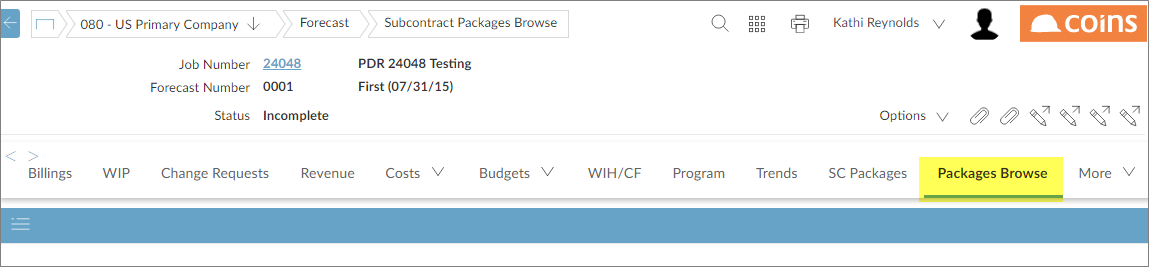 080 - US Primary Company Forecast Subcontract Packages Browse Kathi Reynolds coins
Job Number 24048 PDR 24048 Testing
Forecast Number 0001 First (07/31/15)
Status Incomplete Options
Billings WIP Change Requests Revenue Costs Budgets WIH/CF Program Trends SC Packages Packages Browse More